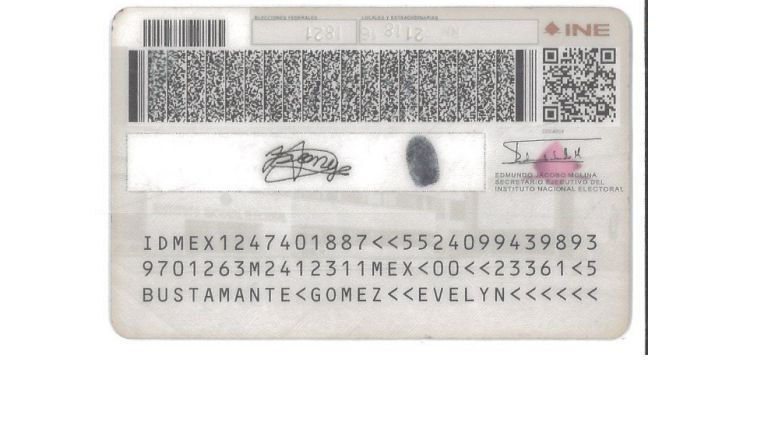 ELECCIONES FEDERALES
LOCALES Y EXTRAORDINARIAS
INE
EDMUNDO JACOBO MOLINA
SECRETARIO EJECUTIVO DEL
INSTITUTO NACIONAL ELECTORAL
IDMEX1247401887<<5524099439893
9701263M2412311MEX<00<<23361<5
BUSTAMANTE<GOMEZ<<EVELYN<<<<<<